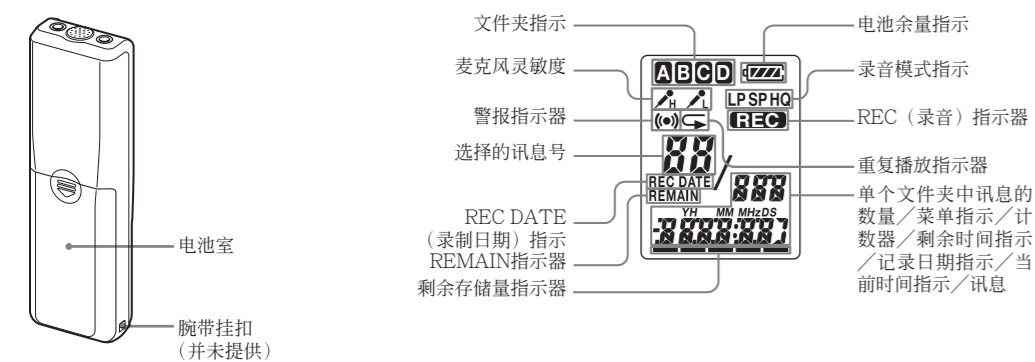 电池室
腕带挂扣
（并未提供）
文件夹指示
麦克风灵敏度
警报指示器
选择的讯息号
REC DATE
（录制日期）指示
REMAIN指示器
剩余存储量指示器
A B C D
H L
LP SP HQ
REC
88
REC DATE
REMAIN
888
YH MM MHz DS
电池余量指示
录音模式指示
REC（录音）指示器
重复播放指示器
单个文件夹中讯息的
数量／菜单指示／计
数器／剩余时间指示
／记录日期指示／当
前时间指示／讯息